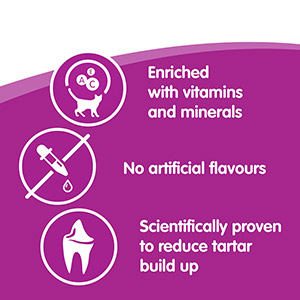 E
A C
Enriched
with vitamins
and minerals
No artificial flavours
Scientifically proven
to reduce tartar
build up